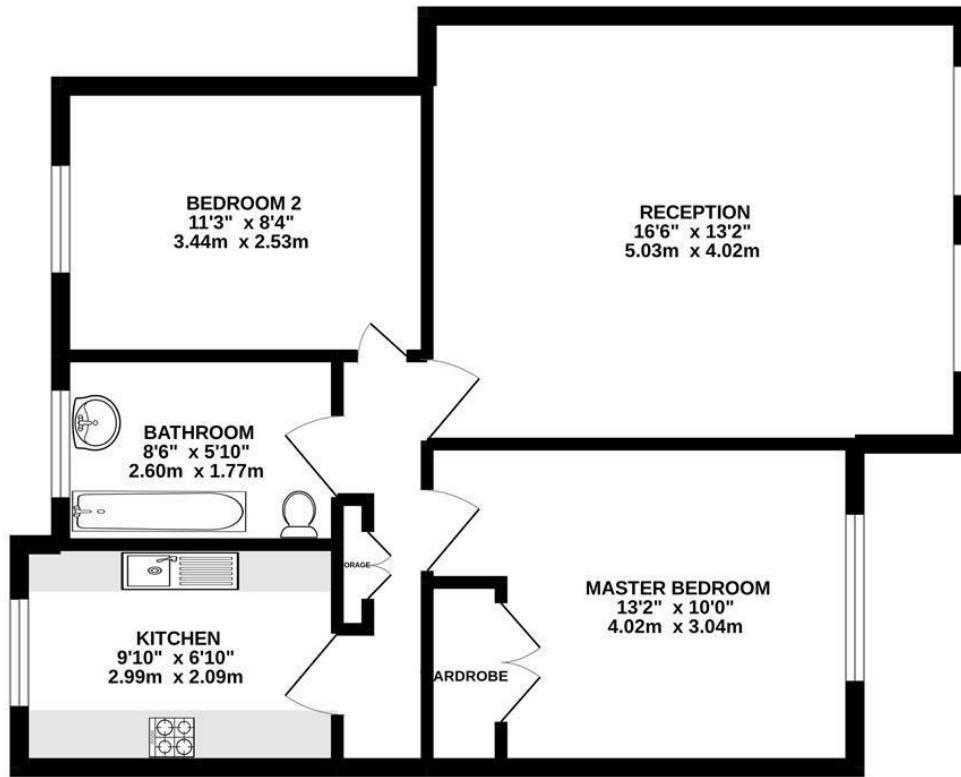 BEDROOM 2
11'3" x 8'4"
3.44m x 2.53m
RECEPTION
16'6" x 13'2"
5.03m x 4.02m
BATHROOM
8'6" x 5'10"
2.60m x 1.77m
ORAGE
MASTER BEDROOM
13'2" x 10'0"
4.02m x 3.04m
KITCHEN
9'10" x 6'10"
2.99m x 2.09m
ARDROBE